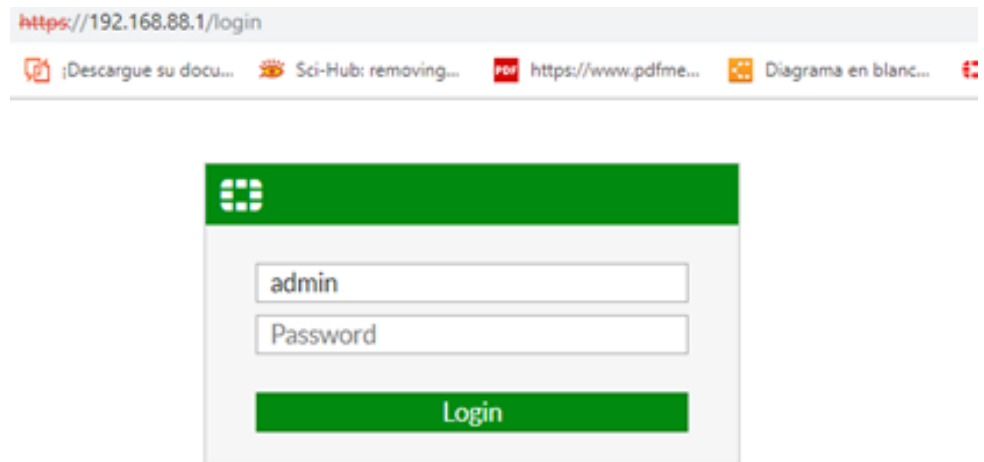 https://192.168.88.1/login
¡Descargue su docu... Sci-Hub: removing... PDF https://www.pdfme... Diagrama en blanc...
admin
Password
Login